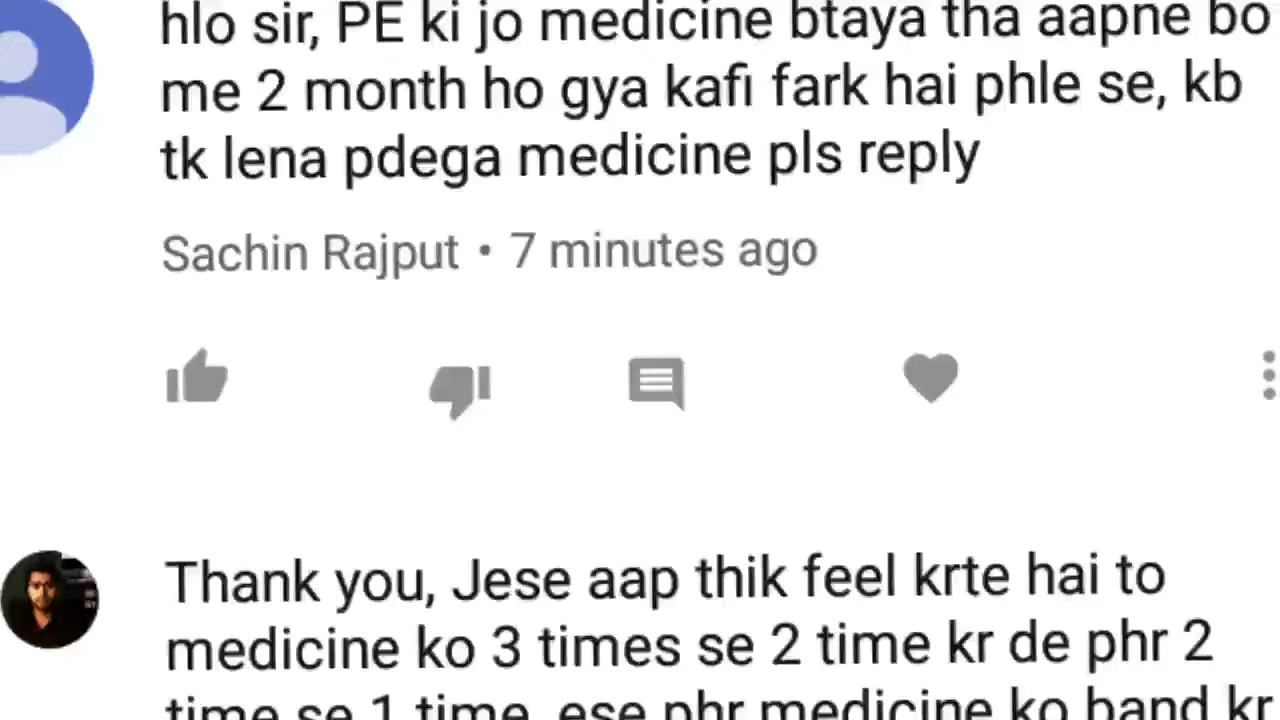 hlo sir, PE ki jo medicine btaya tha aapne bo
me 2 month ho gya kafi fark hai phle se, kb
tk lena pdega medicine pls reply
Sachin Rajput • 7 minutes ago
Thank you, Jese aap thik feel krte hai to
medicine ko 3 times se 2 time kr de phr 2
time se 1 time, ese phr medicine ko band kr